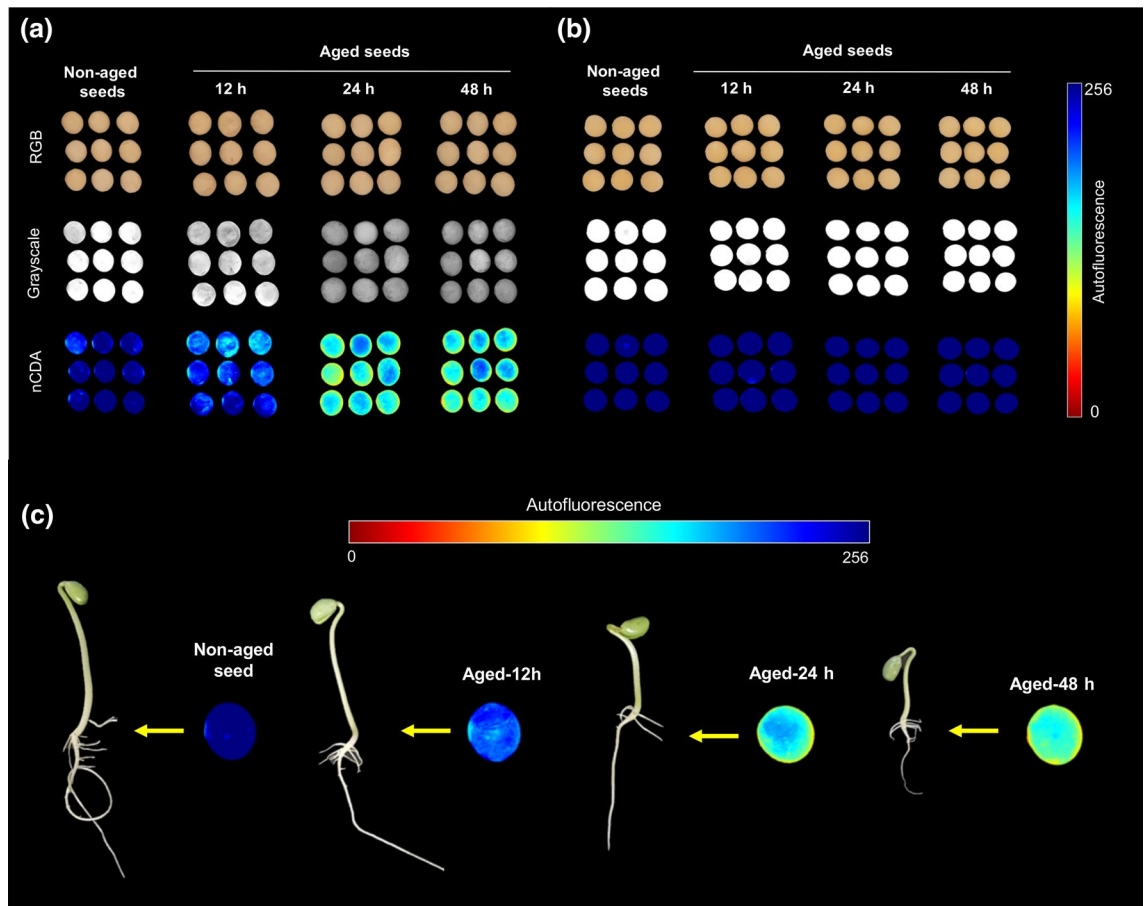 (a)
Aged seeds
Non-aged
seeds
12 h
24 h
48 h
RGB
Grayscale
nCDA
(b)
Aged seeds
Non-aged
seeds
12 h
24 h
48 h
256
Autofluorescence
0
(c)
Autofluorescence
0
256
Non-aged
seed
Aged-12h
Aged-24 h
Aged-48 h